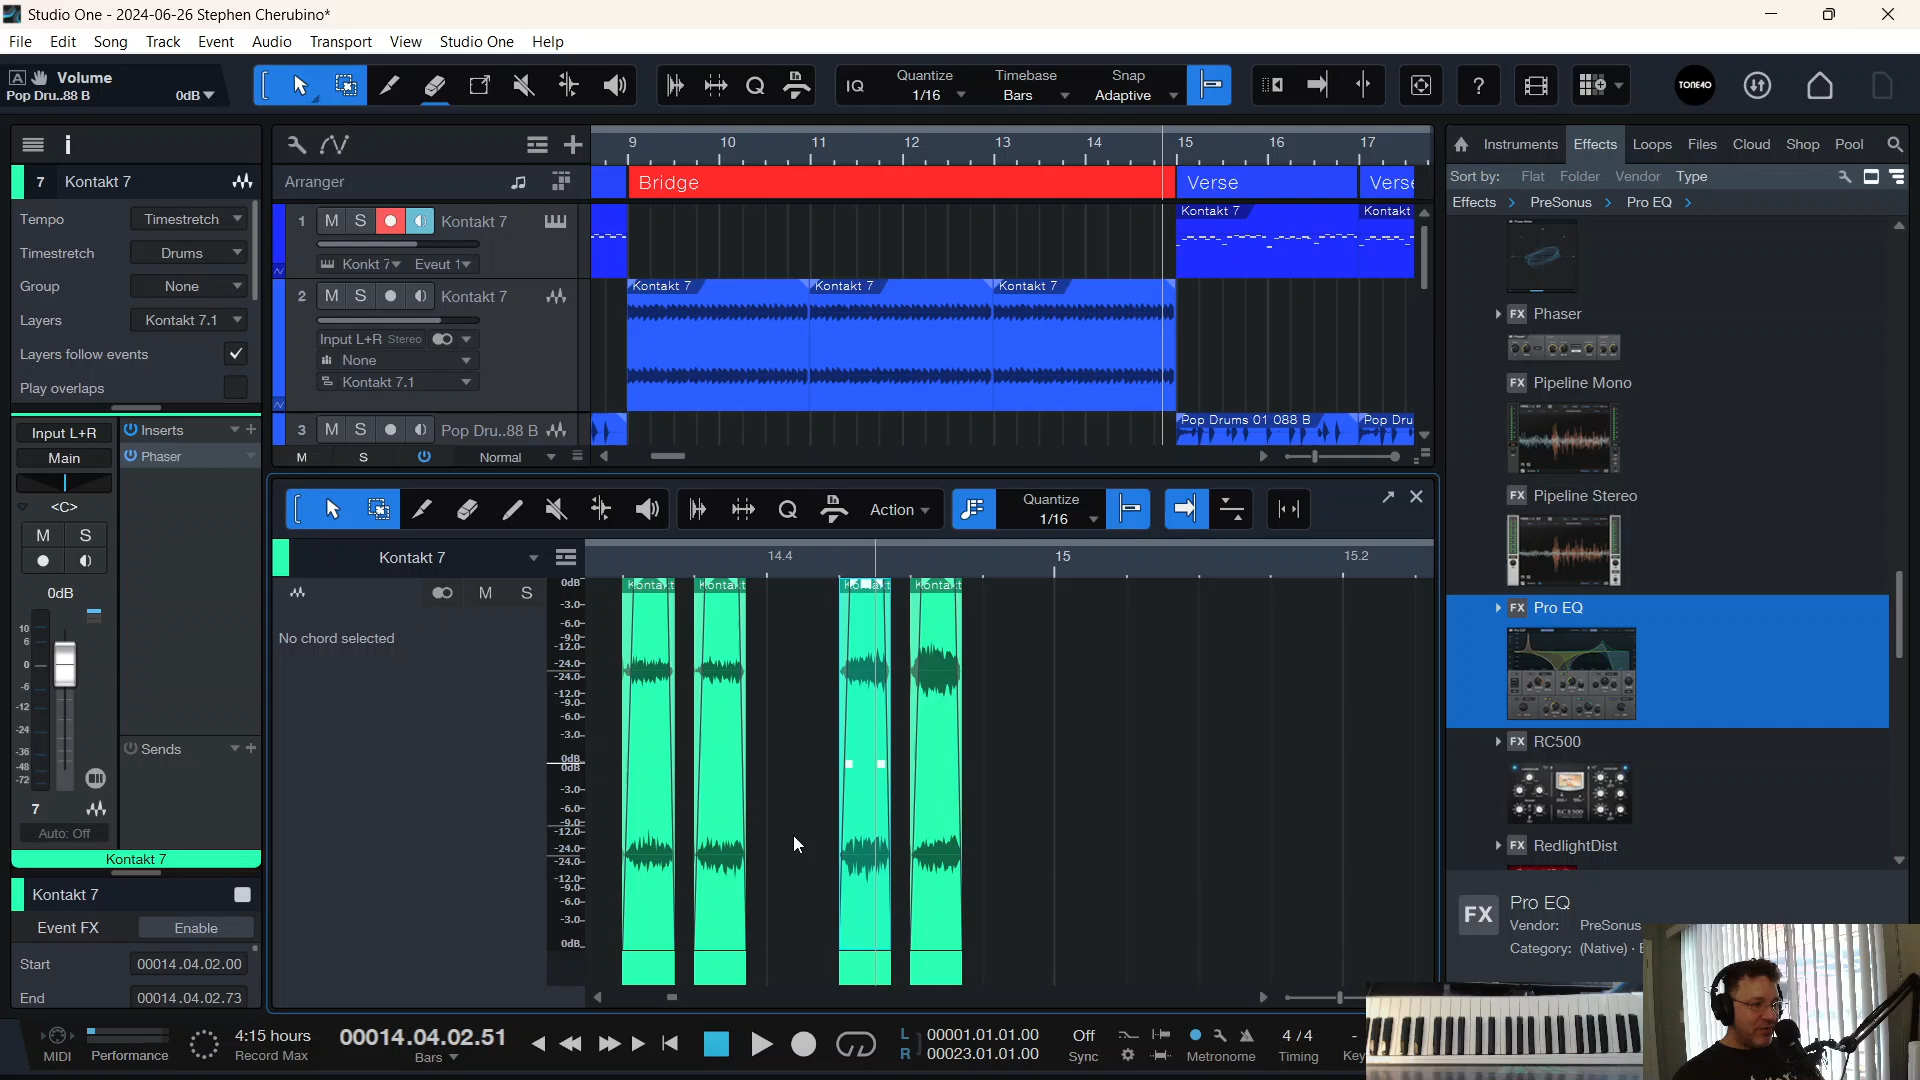 Studio One - 2024-06-26 Stephen Cherubino*
File Edit Song Track Event Audio Transport View Studio One Help
A Volume
Pop Dru..88 B 0dB
IQ Quantize 1/16
Timebase Bars
Snap Adaptive
?
TONE40
i
7 Kontakt 7
Tempo Timestretch
Timestretch Drums
Group None
Layers Kontakt 7.1
Layers follow events
Play overlaps
Input L+R
Main
<C>
M S
0dB
10
6
0
-6
-12
-24
-36
-48
-72
7
Auto: Off
Kontakt 7
Inserts
Phaser
Sends
Kontakt 7
Event FX Enable
Start 00014.04.02.00
End 00014.04.02.73
9 10 11 12 13 14 15 16 17
Arranger
Bridge Verse Verse
1 M S Kontakt 7
Konkt 7 Eveut 1
Kontakt 7 Kontakt
2 M S Kontakt 7
Input L+R Stereo
None
Kontakt 7.1
Kontakt 7 Kontakt 7 Kontakt 7
3 M S Pop Dru..88 B
Pop Drums 01 088 B Pop Dru
M S Normal
Q Action Quantize 1/16
Kontakt 7
14.4 15 15.2
M S
No chord selected
0dB
-3.0
-6.0
-9.0
-12.0
-24.0
-24.0
-12.0
-9.0
-6.0
-3.0
0dB
0dB
-3.0
-6.0
-9.0
-12.0
-24.0
-24.0
-12.0
-9.0
-6.0
-3.0
0dB
Kontakt Kontakt Kontakt Kontakt
Instruments Effects Loops Files Cloud Shop Pool
Sort by: Flat Folder Vendor Type
Effects PreSonus Pro EQ
FX Phaser
FX Pipeline Mono
FX Pipeline Stereo
FX Pro EQ
FX RC500
FX RedlightDist
FX Pro EQ
Vendor: PreSonus
Category: (Native)
MIDI
Performance
4:15 hours
Record Max
00014.04.02.51
Bars
L 00001.01.01.00
R 00023.01.01.00
Off
Sync
Metronome
4 / 4
Timing
-
Key